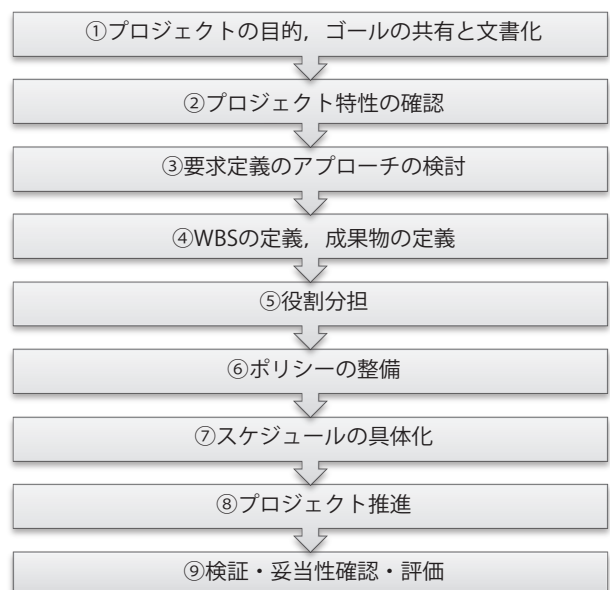 ①プロジェクトの目的，ゴールの共有と文書化
②プロジェクト特性の確認
③要求定義のアプローチの検討
④WBSの定義，成果物の定義
⑤役割分担
⑥ポリシーの整備
⑦スケジュールの具体化
⑧プロジェクト推進
⑨検証・妥当性確認・評価